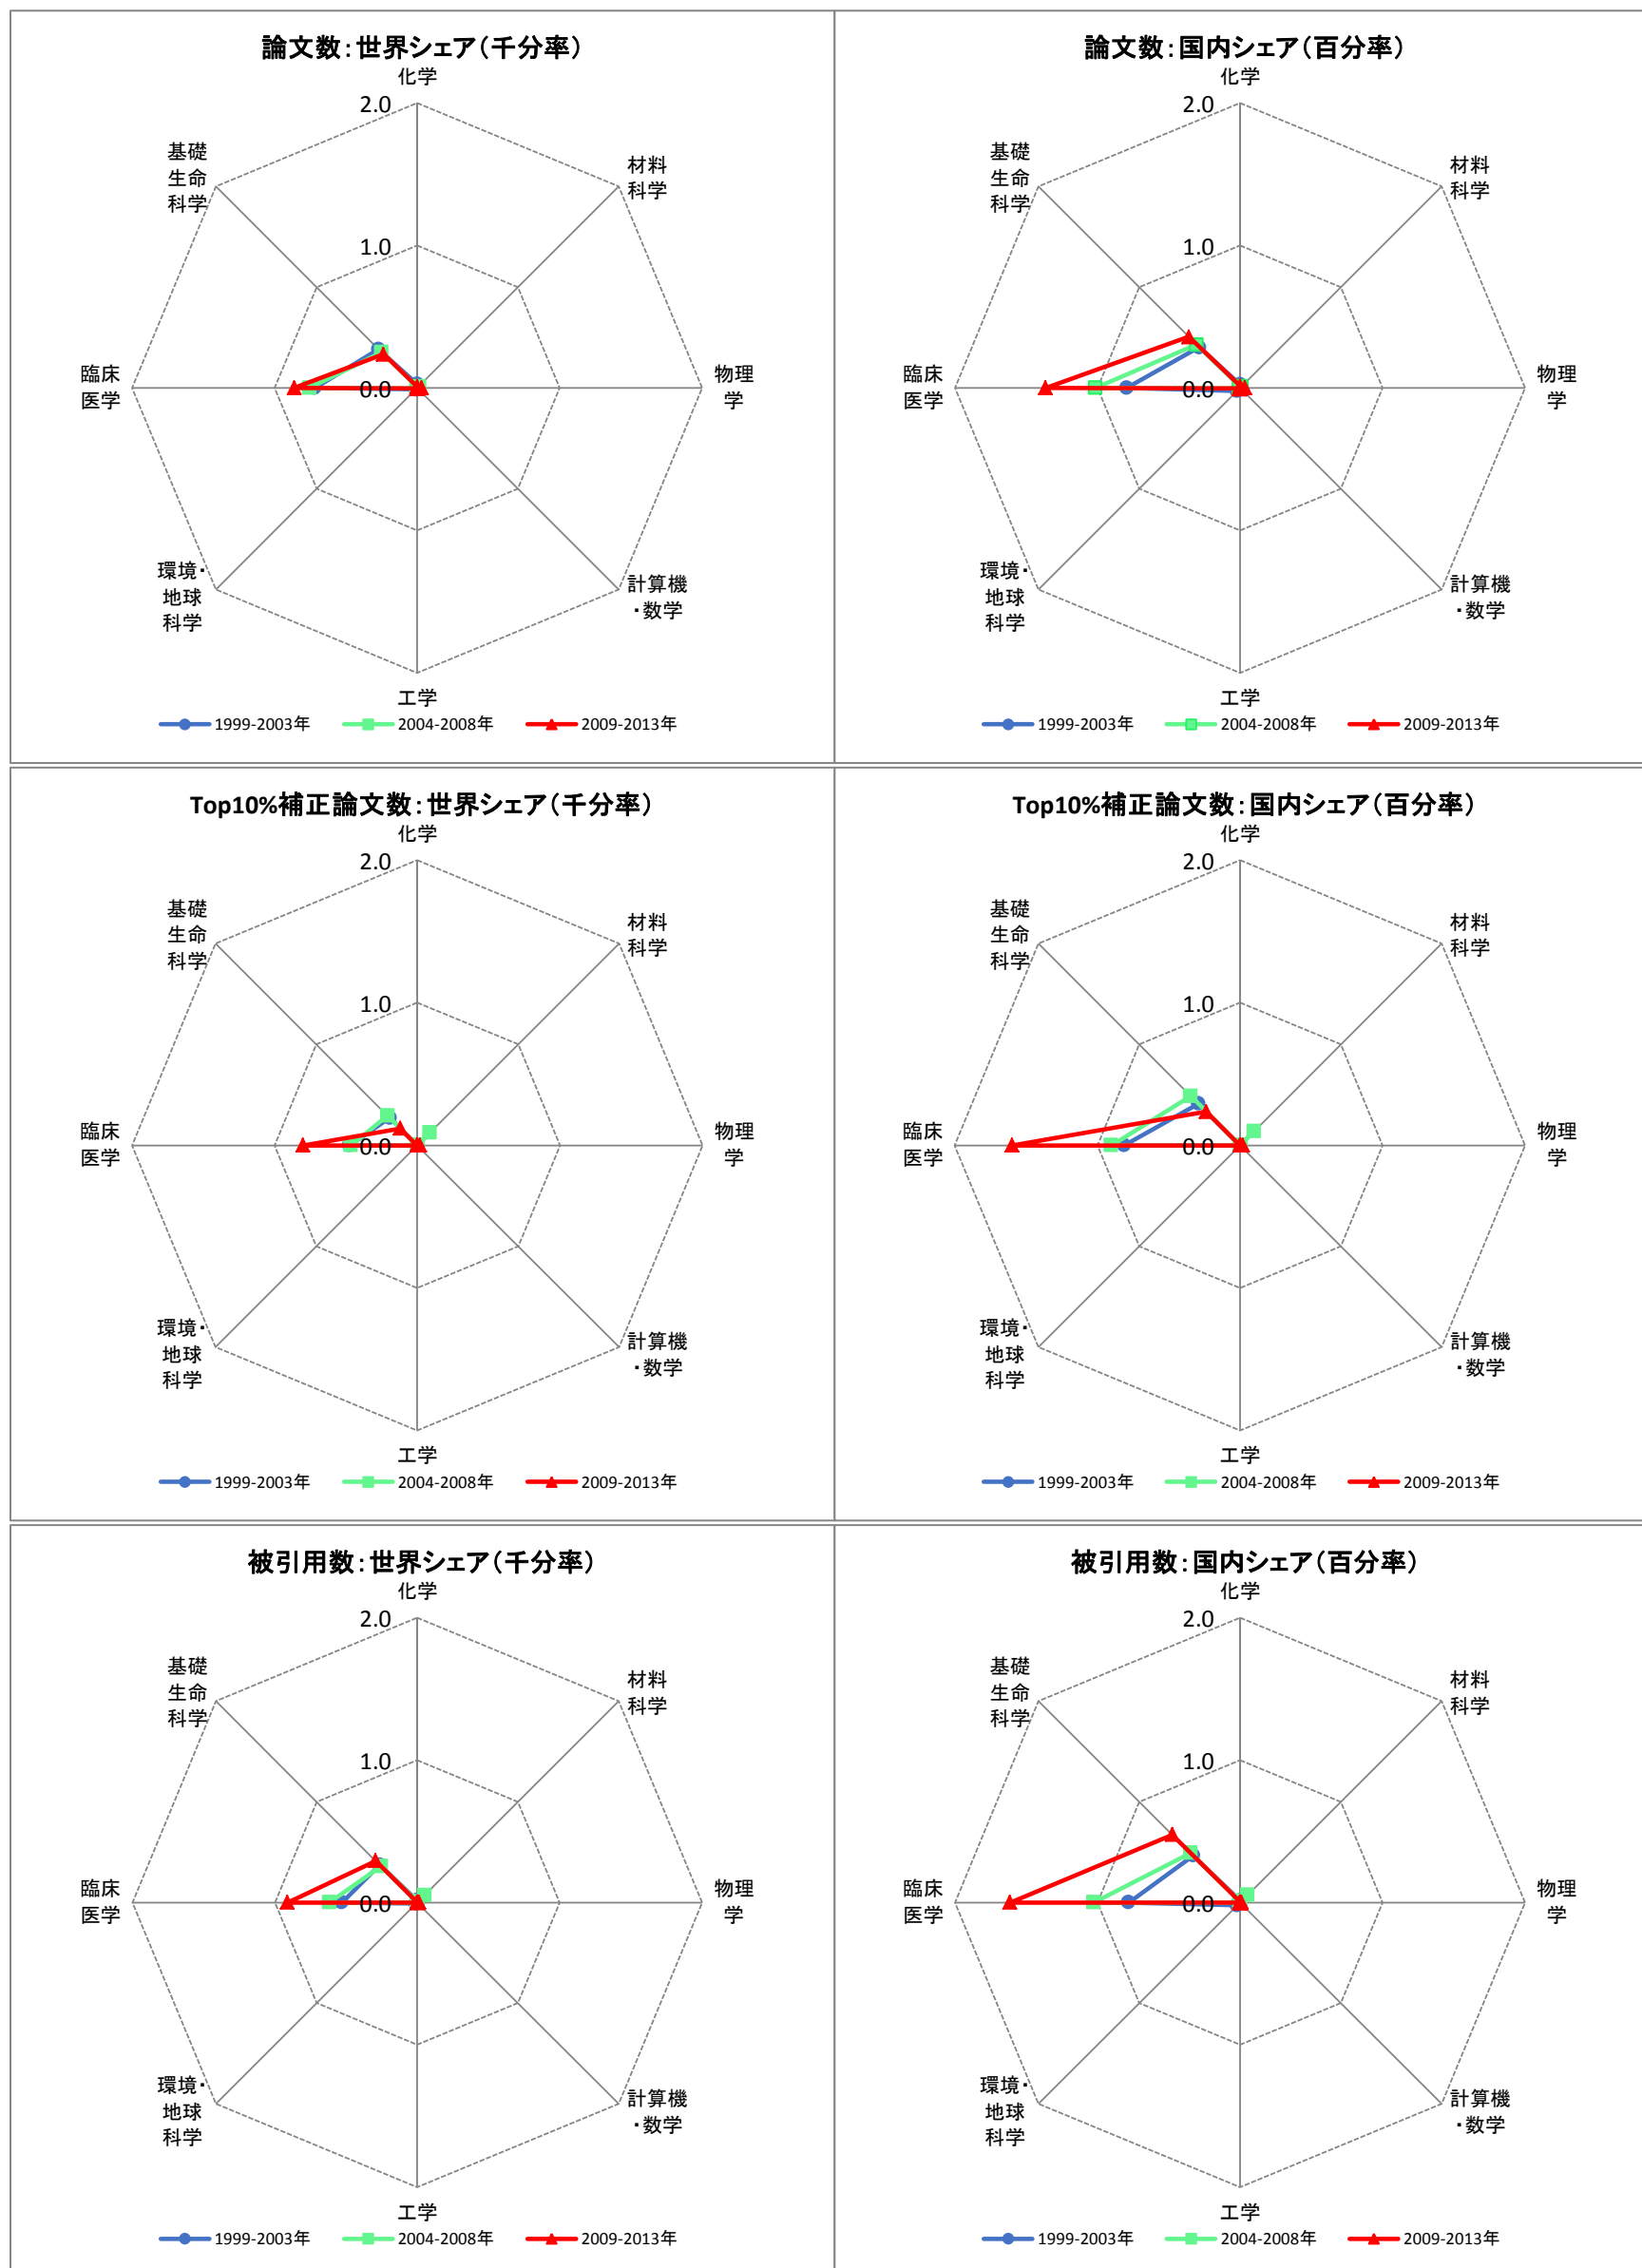 論文数：世界シェア（千分率）
化学
2.0
基礎
生命
科学
材料
科学
1.0
臨床
医学
0.0
物理
学
環境・
地球
科学
計算機
・数学
工学
1999-2003年 2004-2008年 2009-2013年
論文数：国内シェア（百分率）
化学
2.0
基礎
生命
科学
材料
科学
1.0
臨床
医学
0.0
物理
学
環境・
地球
科学
計算機
・数学
工学
1999-2003年 2004-2008年 2009-2013年
Top10%補正論文数：世界シェア（千分率）
化学
2.0
基礎
生命
科学
材料
科学
1.0
臨床
医学
0.0
物理
学
環境・
地球
科学
計算機
・数学
工学
1999-2003年 2004-2008年 2009-2013年
Top10%補正論文数：国内シェア（百分率）
化学
2.0
基礎
生命
科学
材料
科学
1.0
臨床
医学
0.0
物理
学
環境・
地球
科学
計算機
・数学
工学
1999-2003年 2004-2008年 2009-2013年
被引用数：世界シェア（千分率）
化学
2.0
基礎
生命
科学
材料
科学
1.0
臨床
医学
0.0
物理
学
環境・
地球
科学
計算機
・数学
工学
1999-2003年 2004-2008年 2009-2013年
被引用数：国内シェア（百分率）
化学
2.0
基礎
生命
科学
材料
科学
1.0
臨床
医学
0.0
物理
学
環境・
地球
科学
計算機
・数学
工学
1999-2003年 2004-2008年 2009-2013年